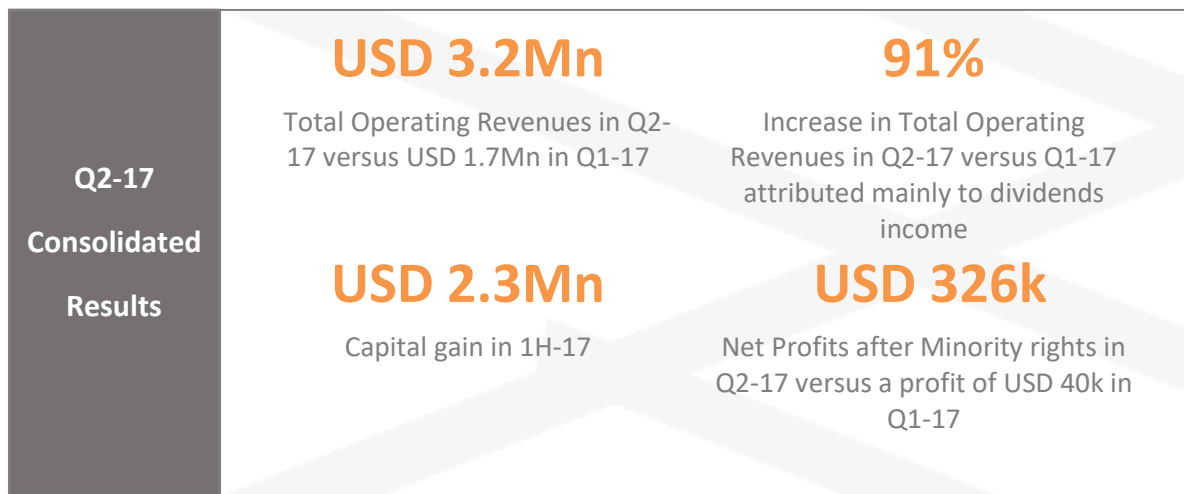 Q2-17
Consolidated
Results
USD 3.2Mn
Total Operating Revenues in Q2-
17 versus USD 1.7Mn in Q1-17
91%
Increase in Total Operating
Revenues in Q2-17 versus Q1-17
attributed mainly to dividends
income
USD 2.3Mn
Capital gain in 1H-17
USD 326k
Net Profits after Minority rights in
Q2-17 versus a profit of USD 40k in
Q1-17